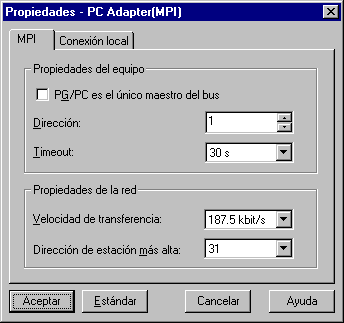 Propiedades - PC Adapter(MPI)
MPI Conexión local
Propiedades del equipo
PG/PC es el único maestro del bus
Dirección: 1
Timeout: 30 s
Propiedades de la red
Velocidad de transferencia: 187.5 kbit/s
Dirección de estación más alta: 31
Aceptar Estándar Cancelar Ayuda